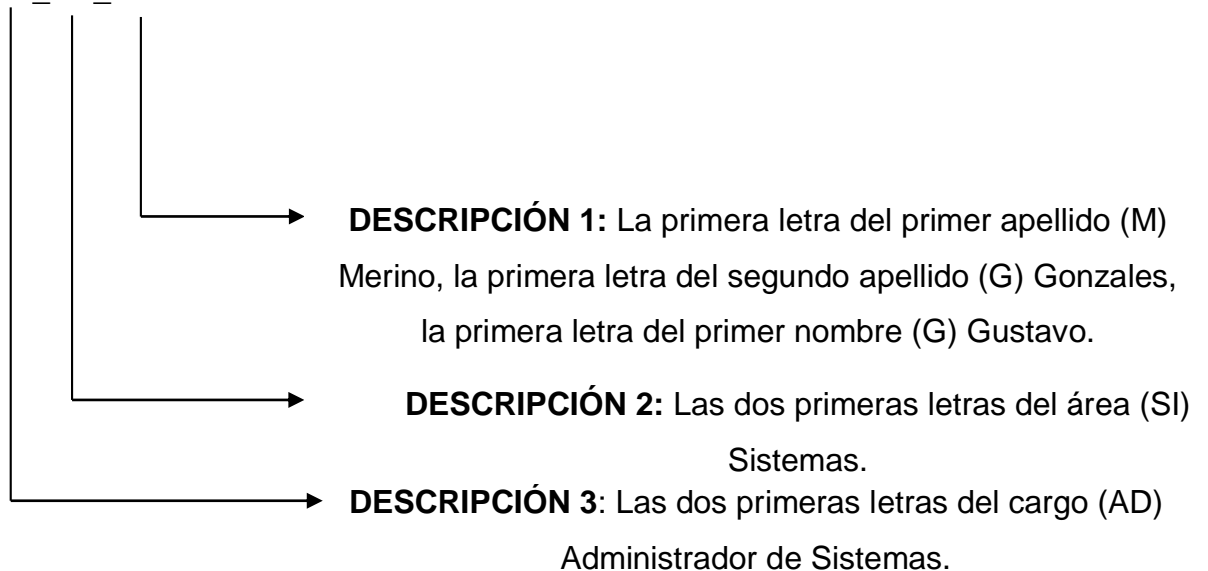 _ _
DESCRIPCIÓN 1: La primera letra del primer apellido (M)
Merino, la primera letra del segundo apellido (G) Gonzales,
la primera letra del primer nombre (G) Gustavo.
DESCRIPCIÓN 2: Las dos primeras letras del área (SI)
Sistemas.
DESCRIPCIÓN 3: Las dos primeras letras del cargo (AD)
Administrador de Sistemas.